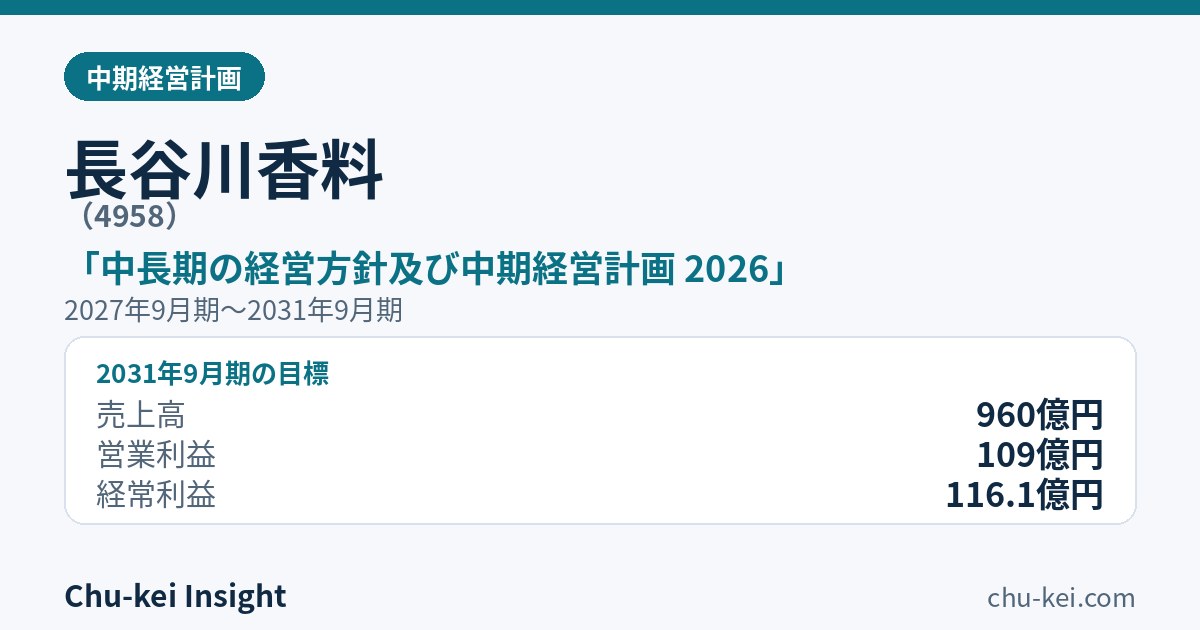 中期経営計画
長谷川香料
（4958）
「中長期の経営方針及び中期経営計画 2026」
2027年9月期～2031年9月期
2031年9月期の目標
売上高 960億円
営業利益 109億円
経常利益 116.1億円
Chu-kei Insight chu-kei.com